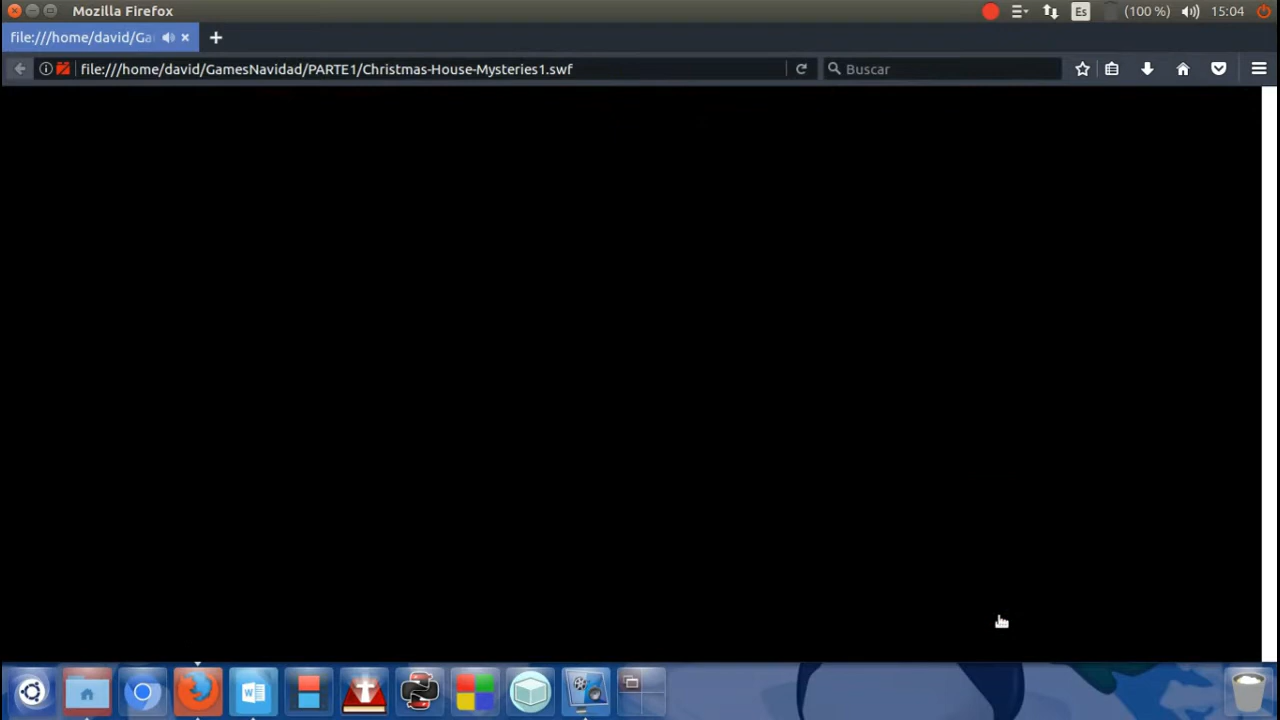 Mozilla Firefox
Es
(100 %)
15:04
file:///home/david/Ga
file:///home/david/GamesNavidad/PARTE1/Christmas-House-Mysteries1.swf
Buscar
W